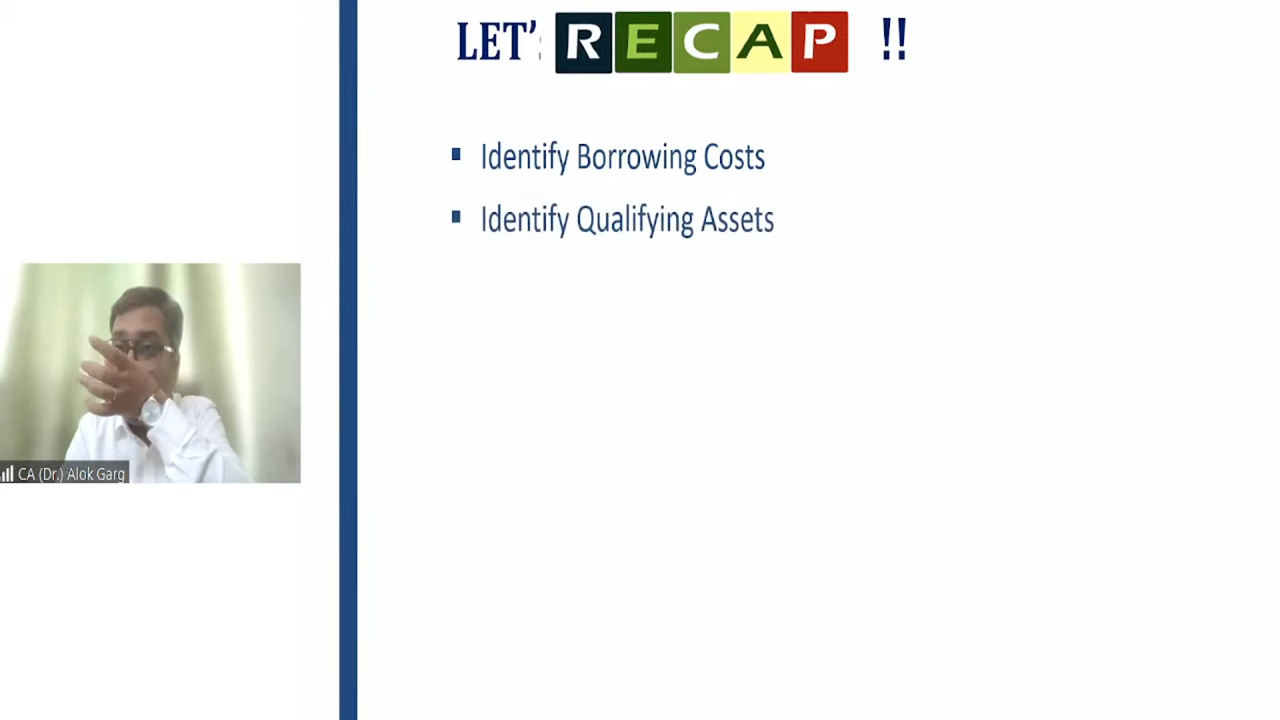 LET' RECAP !!
Identify Borrowing Costs
Identify Qualifying Assets
CA (Dr.) Alok Garg